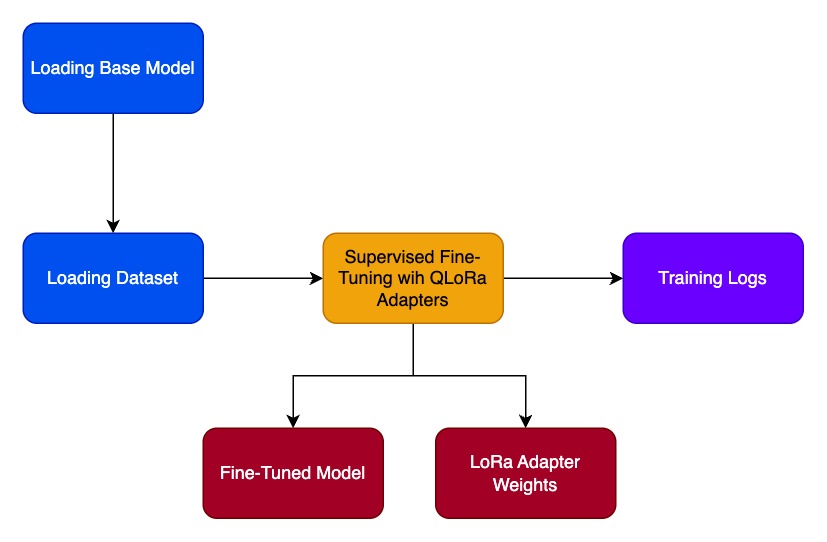 Loading Base Model
Loading Dataset
Supervised Fine-
Tuning wih QLoRa
Adapters
Training Logs
Fine-Tuned Model
LoRa Adapter
Weights